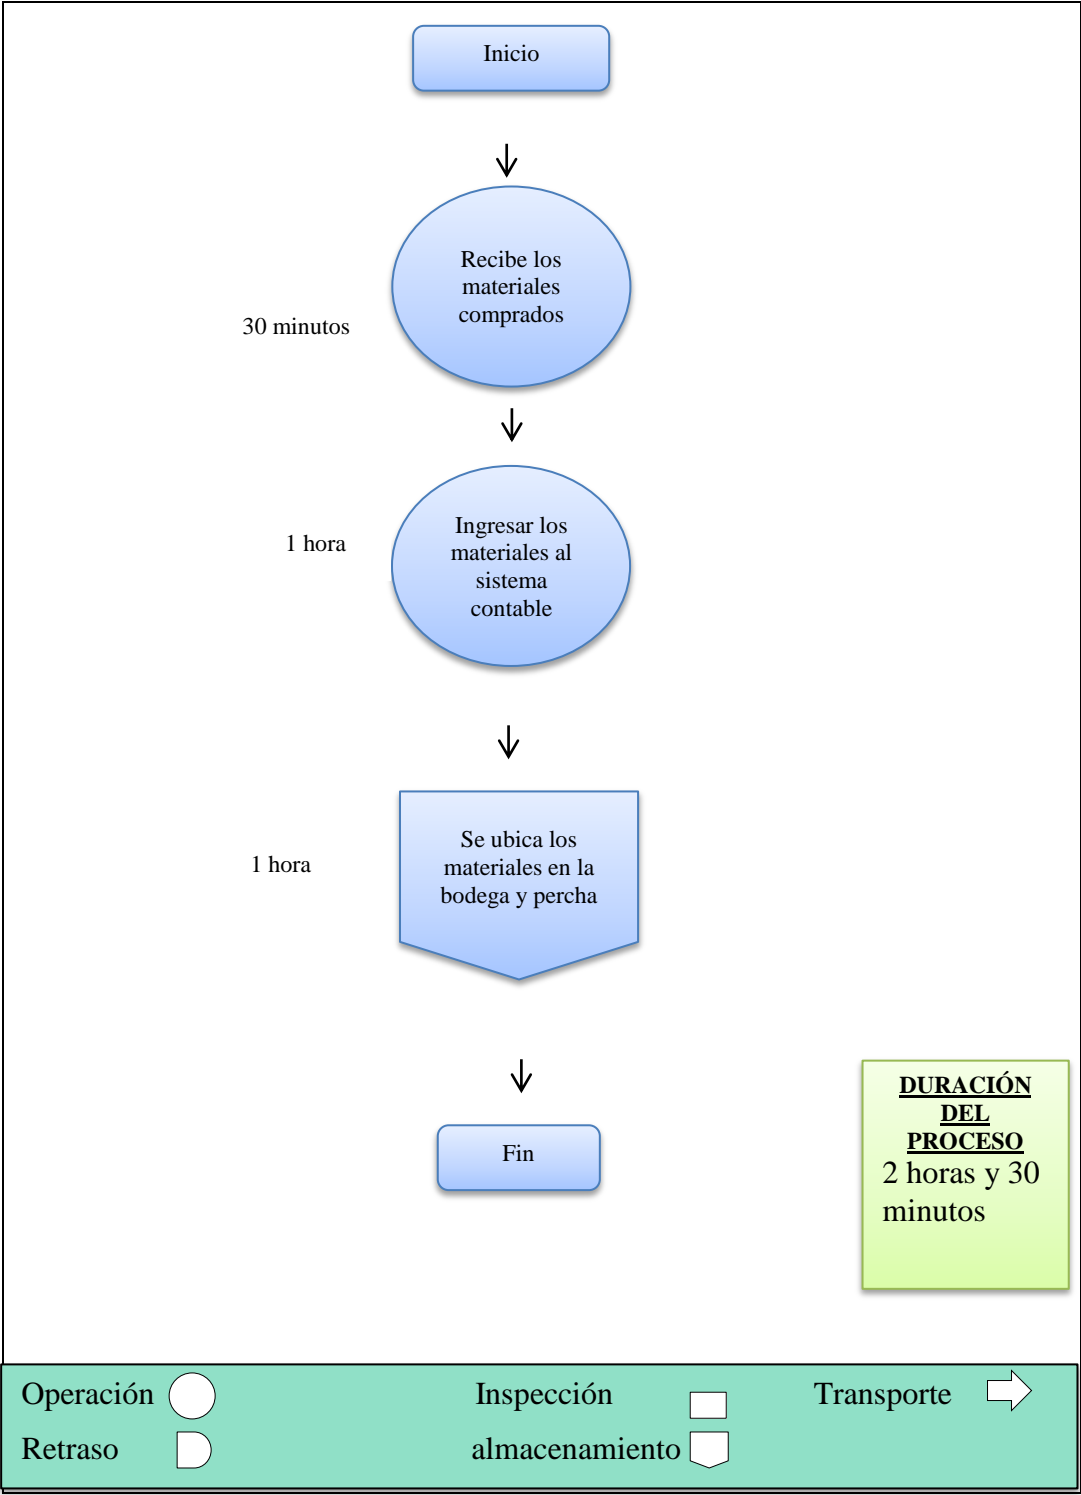 Inicio
Recibe los
materiales
comprados
30 minutos
Ingresar los
materiales al
sistema
contable
1 hora
Se ubica los
materiales en la
bodega y percha
1 hora
Fin
DURACIÓN
DEL
PROCESO
2 horas y 30
minutos
Operación
Inspección
Transporte
Retraso
almacenamiento